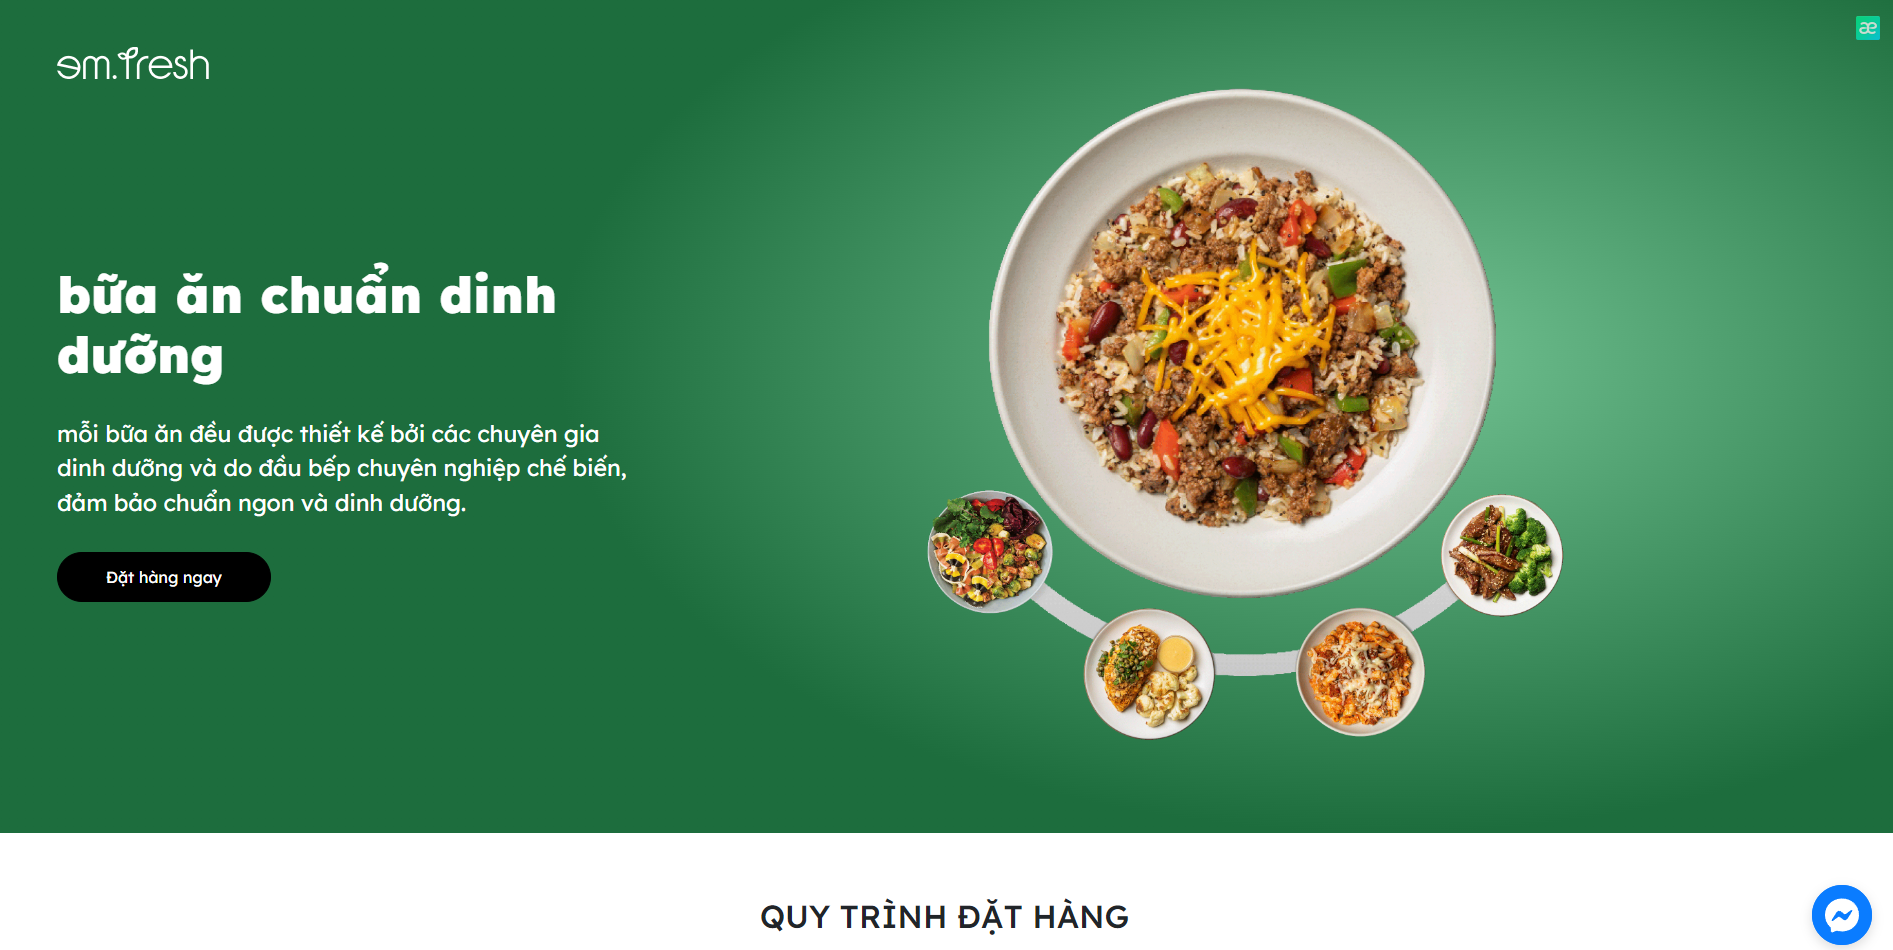 em.fresh
æ
bữa ăn chuẩn dinh
dưỡng
mỗi bữa ăn đều được thiết kế bởi các chuyên gia
dinh dưỡng và do đầu bếp chuyên nghiệp chế biến,
đảm bảo chuẩn ngon và dinh dưỡng.
Đặt hàng ngay
QUY TRÌNH ĐẶT HÀNG